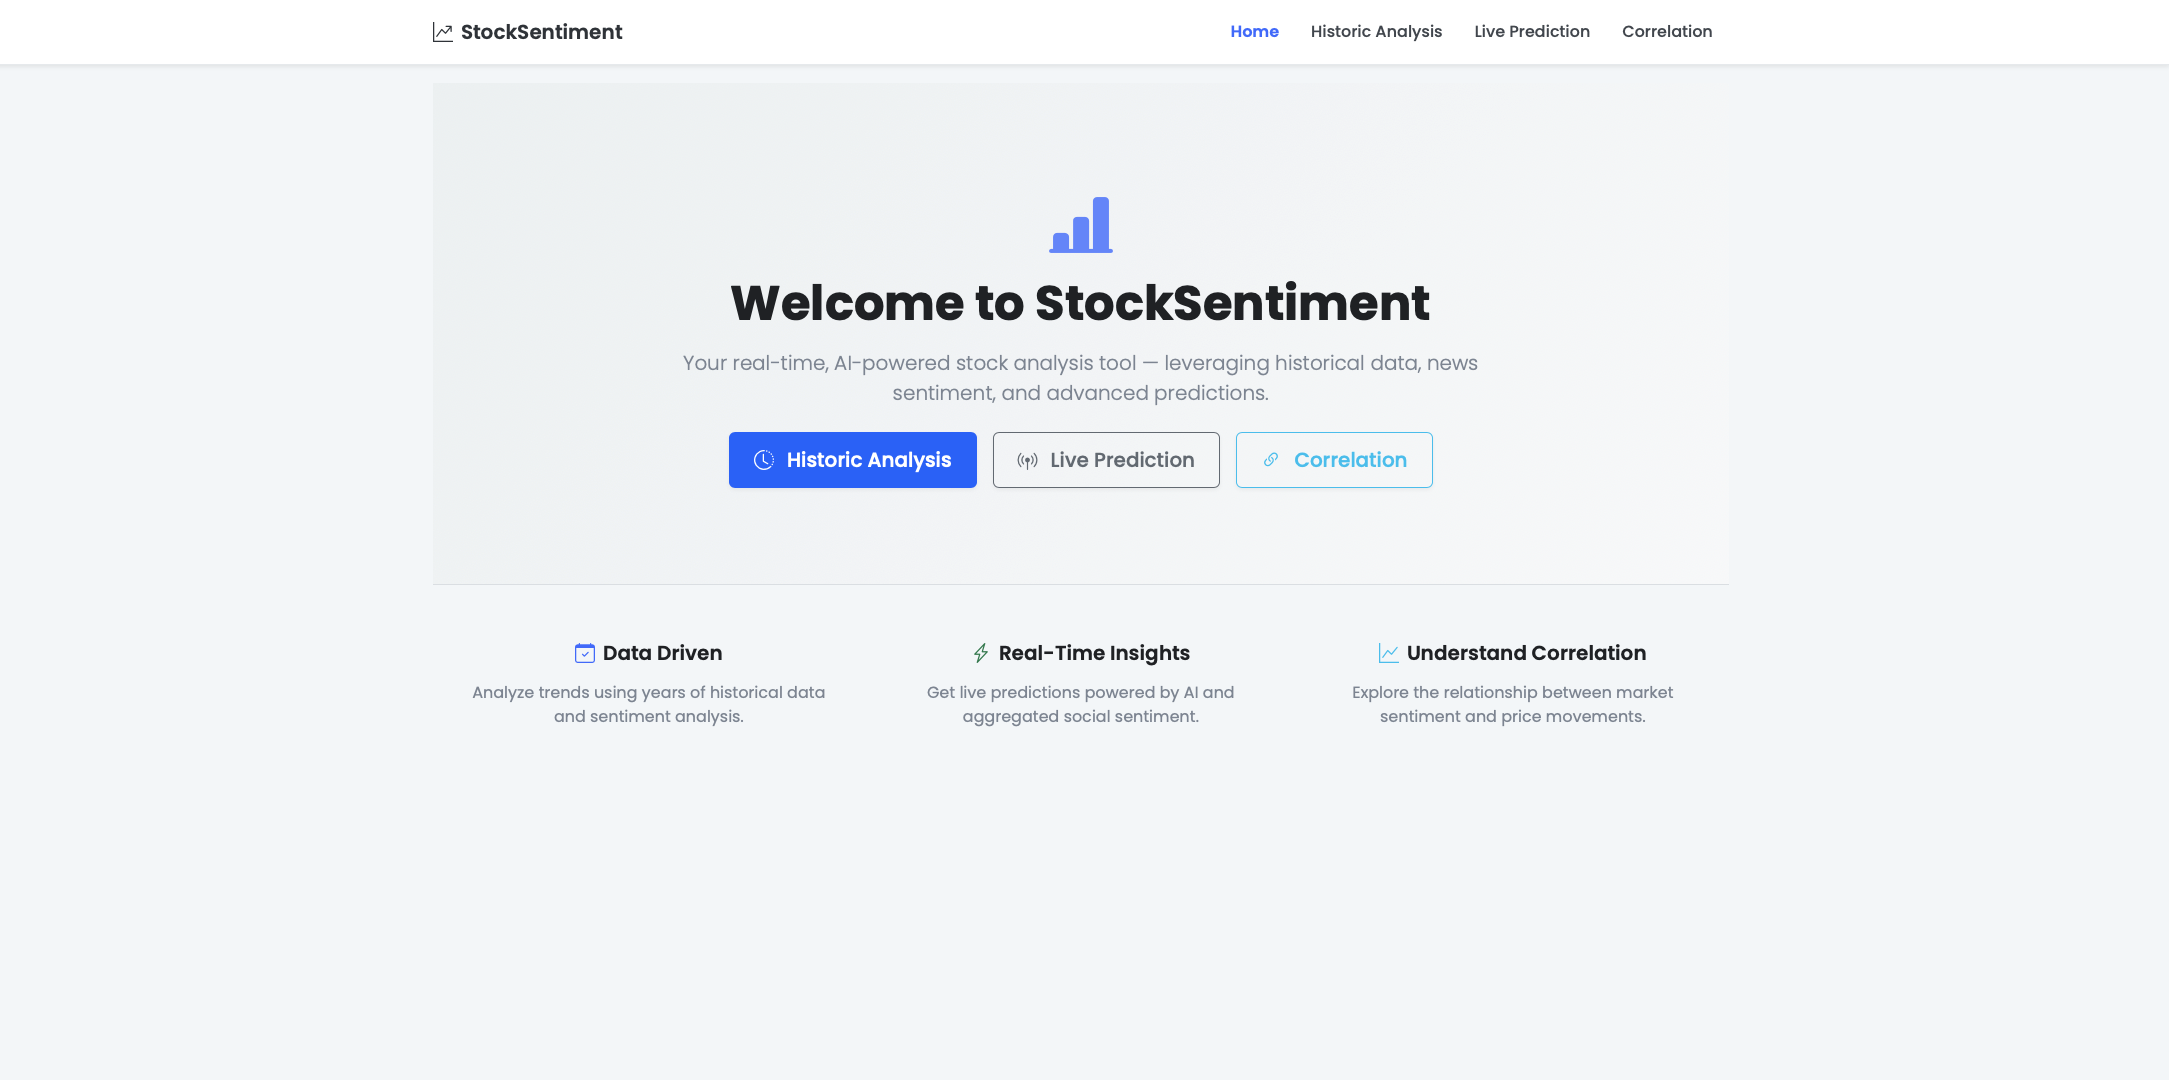 StockSentiment
Home
Historic Analysis
Live Prediction
Correlation
Welcome to StockSentiment
Your real-time, AI-powered stock analysis tool — leveraging historical data, news
sentiment, and advanced predictions.
Historic Analysis
Live Prediction
Correlation
Data Driven
Analyze trends using years of historical data
and sentiment analysis.
Real-Time Insights
Get live predictions powered by AI and
aggregated social sentiment.
Understand Correlation
Explore the relationship between market
sentiment and price movements.